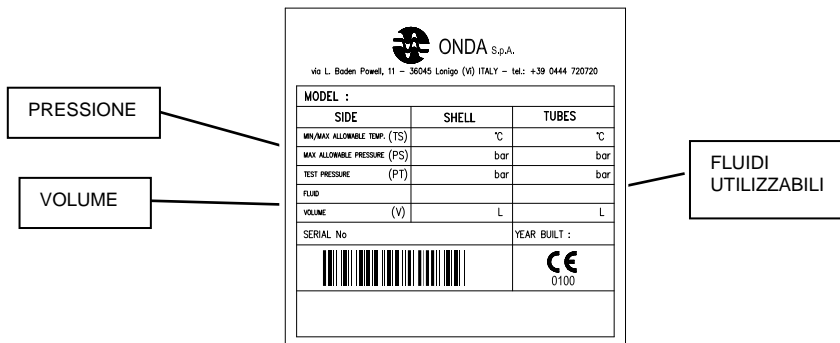 ONDA S.p.A.
via L. Baden Powell, 11 - 36045 Lonigo (Vi) ITALY - tel.: +39 0444 720720
PRESSIONE
VOLUME
MODEL :
SIDE SHELL TUBES
MIN/MAX ALLOWABLE TEMP. (TS) °C °C
MAX ALLOWABLE PRESSURE (PS) bar bar
TEST PRESSURE (PT) bar bar
FLUID
VOLUME (V) L L
SERIAL No YEAR BUILT :
CE
0100
FLUIDI
UTILIZZABILI